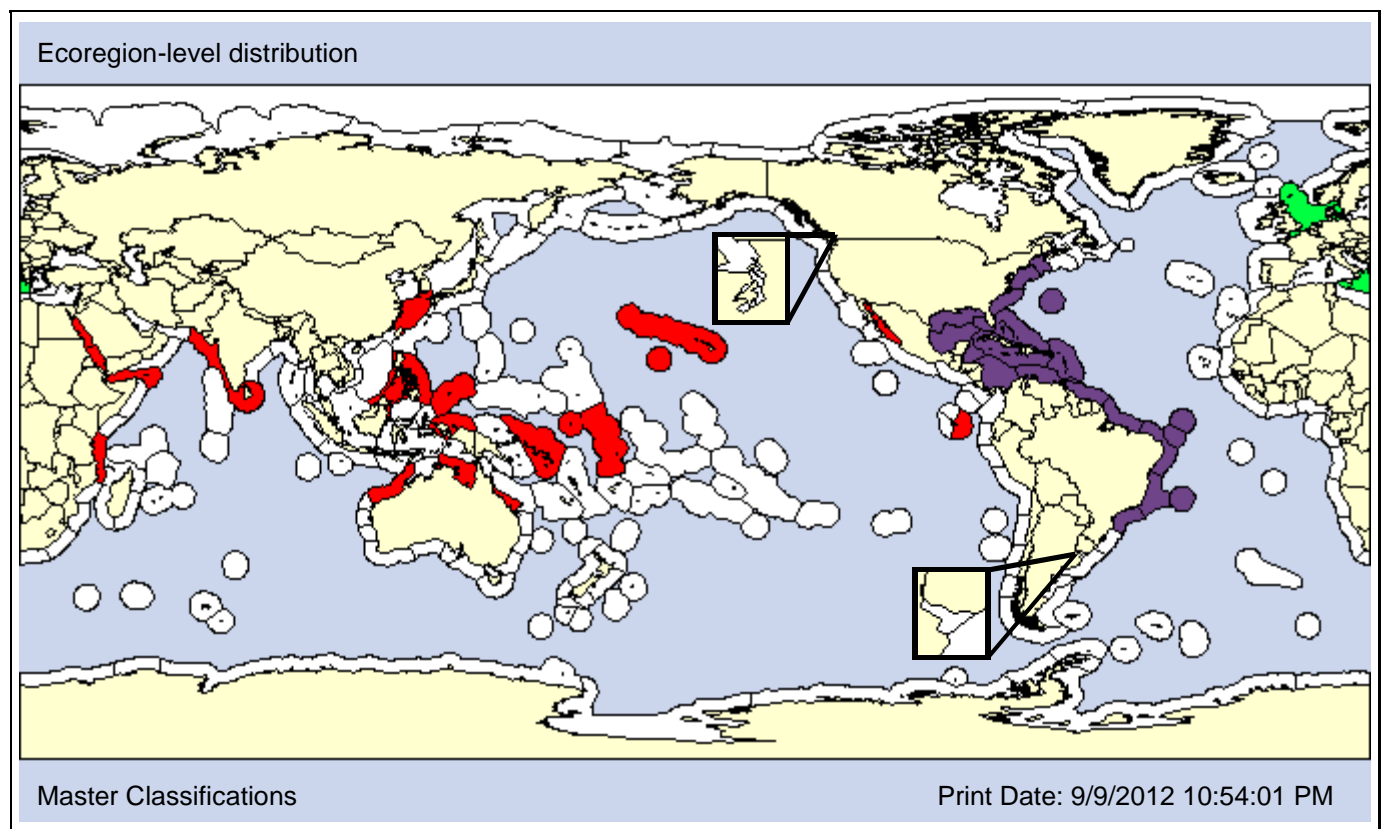 Ecoregion-level distribution
Master Classifications
Print Date: 9/9/2012 10:54:01 PM